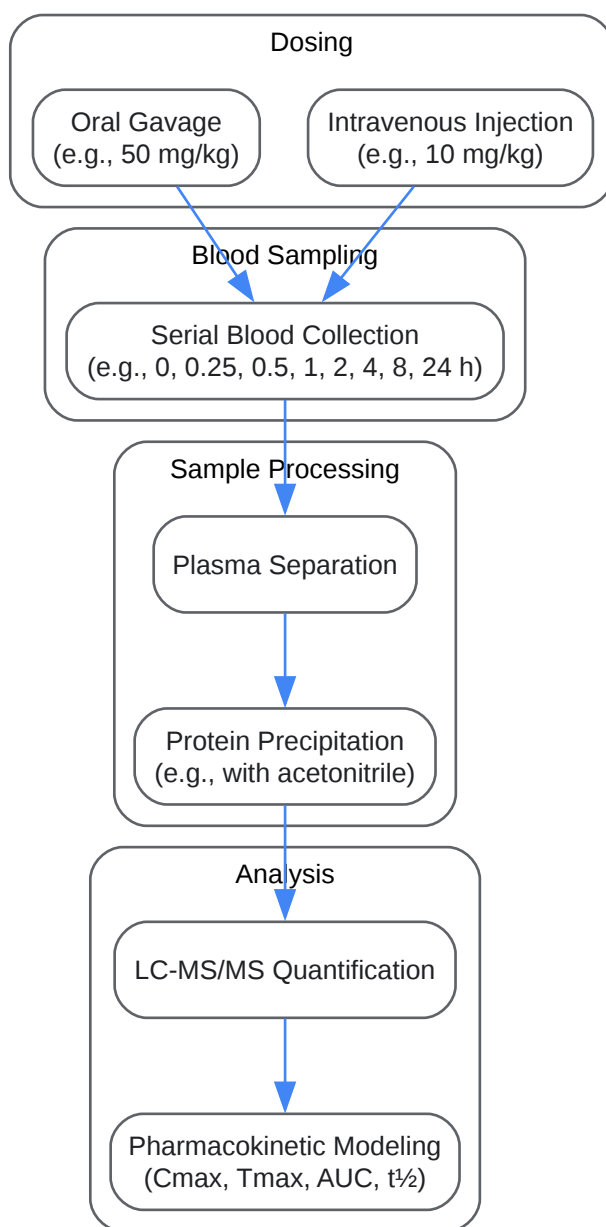 Dosing
Oral Gavage
(e.g., 50 mg/kg)
Intravenous Injection
(e.g., 10 mg/kg)
Blood Sampling
Serial Blood Collection
(e.g., 0, 0.25, 0.5, 1, 2, 4, 8, 24 h)
Sample Processing
Plasma Separation
Protein Precipitation
(e.g., with acetonitrile)
Analysis
LC-MS/MS Quantification
Pharmacokinetic Modeling
(Cmax, Tmax, AUC, t½)